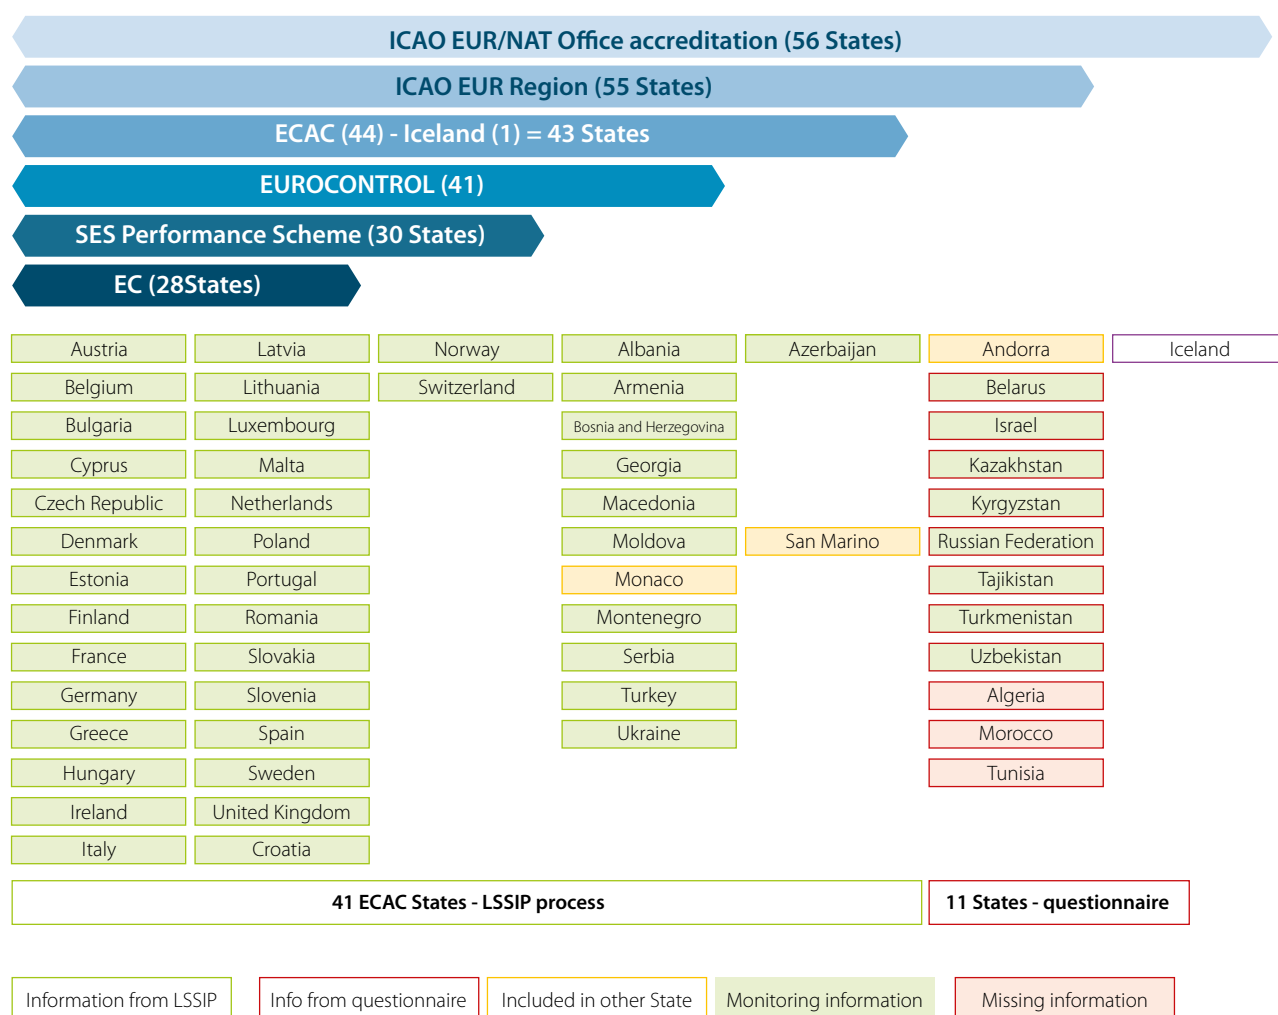 ICAO EUR/NAT Office accreditation (56 States)
ICAO EUR Region (55 States)
ECAC (44) - Iceland (1) = 43 States
EUROCONTROL (41)
SES Performance Scheme (30 States)
EC (28States)
Austria Latvia Norway Albania Azerbaijan Andorra Iceland
Belgium Lithuania Switzerland Armenia Belarus
Bulgaria Luxembourg Bosnia and Herzegovina Israel
Cyprus Malta Georgia Kazakhstan
Czech Republic Netherlands Macedonia Kyrgyzstan
Denmark Poland Moldova San Marino Russian Federation
Estonia Portugal Monaco Tajikistan
Finland Romania Montenegro Turkmenistan
France Slovakia Serbia Uzbekistan
Germany Slovenia Turkey Algeria
Greece Spain Ukraine Morocco
Hungary Sweden Tunisia
Ireland United Kingdom
Italy Croatia
41 ECAC States - LSSIP process 11 States - questionnaire
Information from LSSIP Info from questionnaire Included in other State Monitoring information Missing information